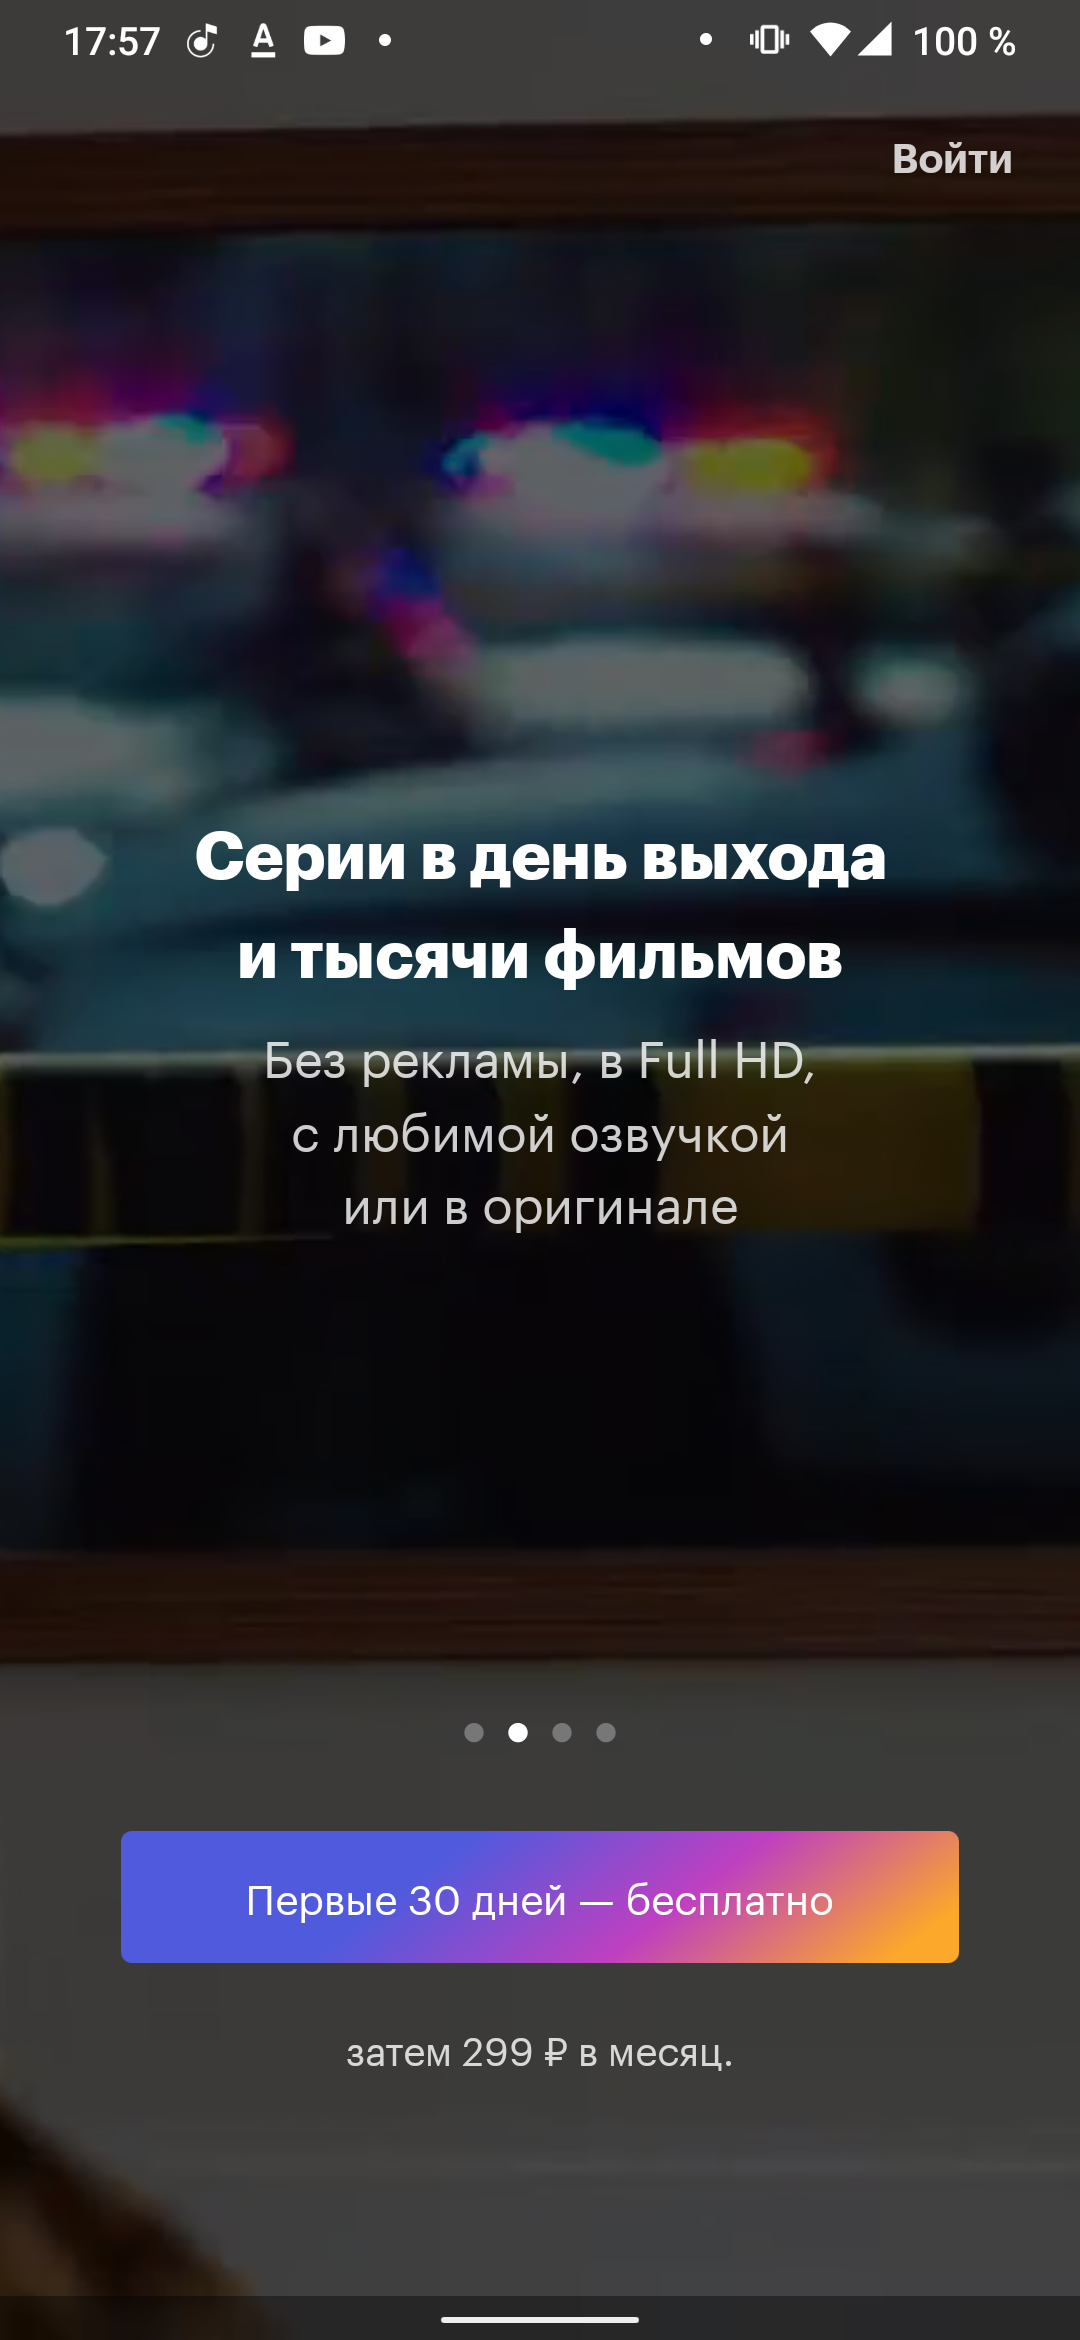 17:57
100 %
Войти
Серии в день выхода
и тысячи фильмов
Без рекламы, в Full HD,
с любимой озвучкой
или в оригинале
Первые 30 дней — бесплатно
затем 299 ₽ в месяц.